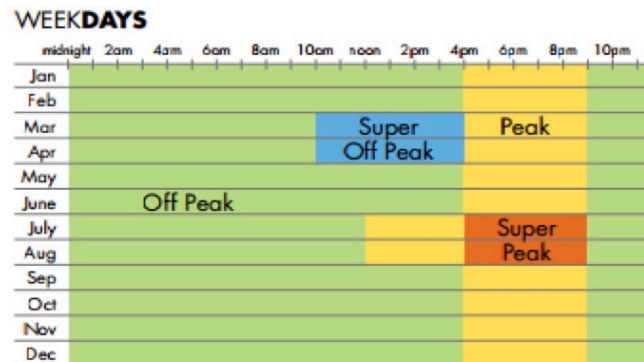 WEEKDAYS
midnight 2am 4am 6am 8am 10am noon 2pm 4pm 6pm 8pm 10pm
Jan
Feb
Mar Super Peak
Apr Off Peak
May
June Off Peak
July Super
Aug Peak
Sep
Oct
Nov
Dec